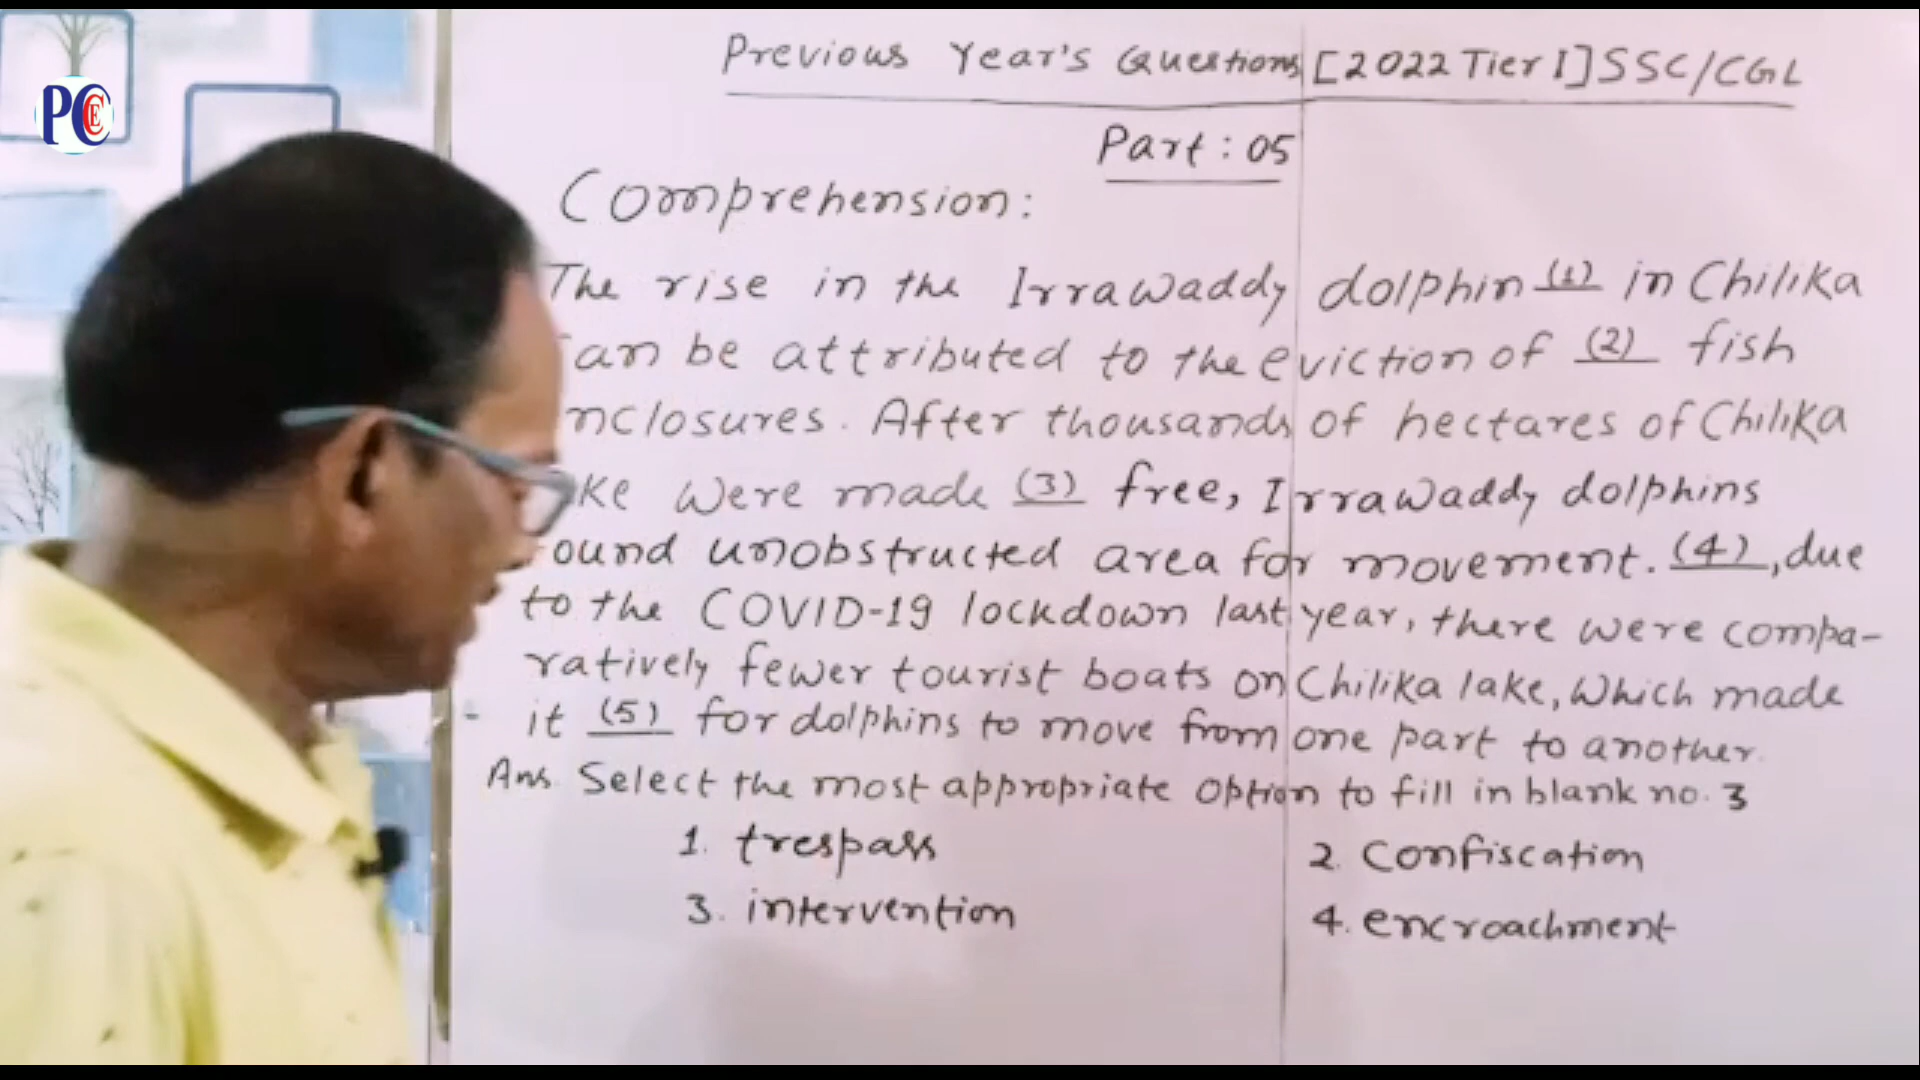 PCCE
Previous Year's Questions [2022 Tier I] SSC/CGL
Part : 05
Comprehension:
The rise in the Irrawaddy dolphin (1) in Chilika
an be attributed to the eviction of (2) fish
nclosures. After thousands of hectares of Chilika
ke were made (3) free, Irrawaddy dolphins
ound unobstructed area for movement. (4), due
to the COVID-19 lockdown last year, there were compa-
ratively fewer tourist boats on Chilika lake, which made
it (5) for dolphins to move from one part to another.
Ans. Select the most appropriate option to fill in blank no. 3
1. trespass 2. Confiscation
3. intervention 4. encroachment